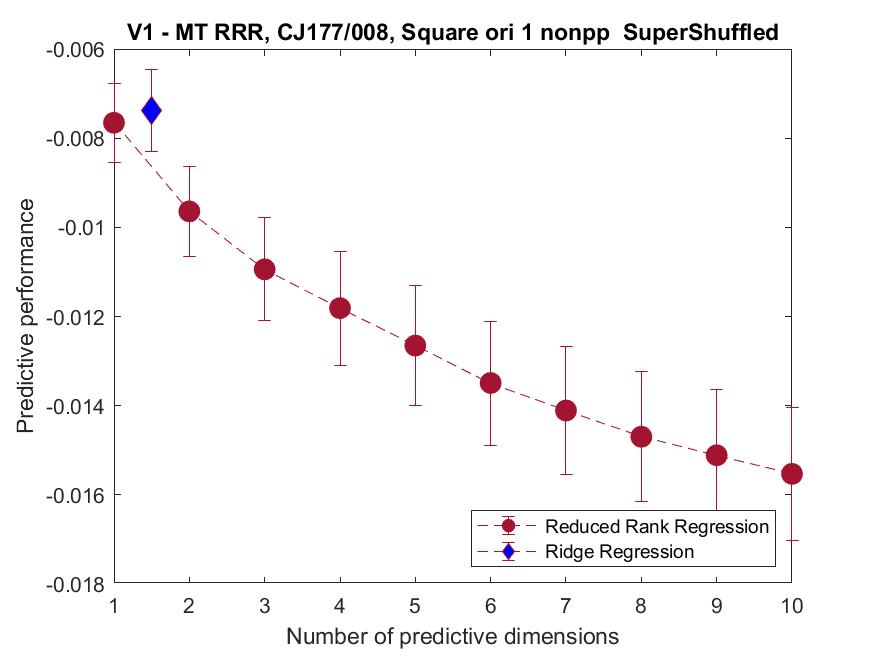 V1 - MT RRR, CJ177/008, Square ori 1 nonpp  SuperShuffled
-0.006
-0.008
-0.01
-0.012
-0.014
-0.016
-0.018
Predictive performance
Reduced Rank Regression
Ridge Regression
1 2 3 4 5 6 7 8 9 10
Number of predictive dimensions